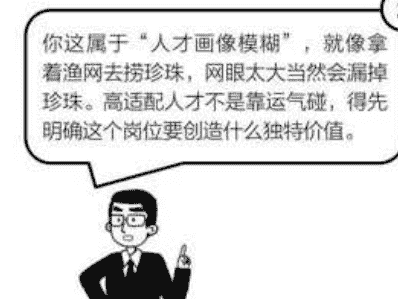 你这属于“人才画像模糊”，就像拿
着渔网去捞珍珠，网眼太大当然会漏掉
珍珠。高适配人才不是靠运气碰，得先
明确这个岗位要创造什么独特价值。